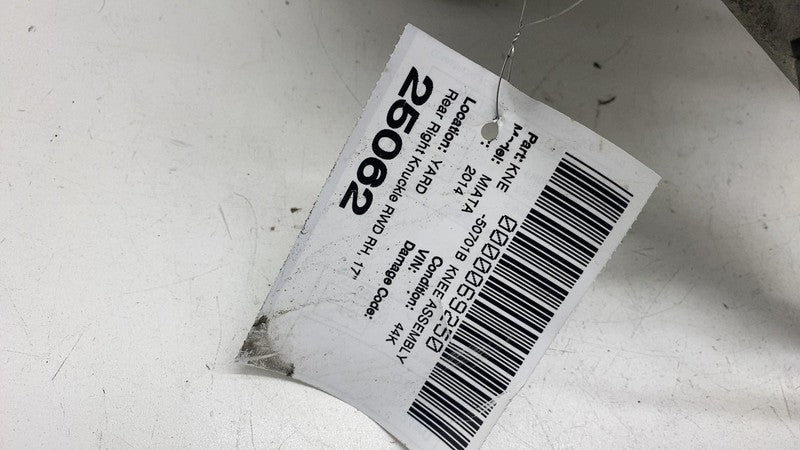 0000069250
Part: KNE -50701B KNEE ASSEMBLY
Model: MIATA
2014
Condition: 44K
VIN:
Damage Code:
Location: YARD
Rear Right Knuckle RWD RH, 17"
25062